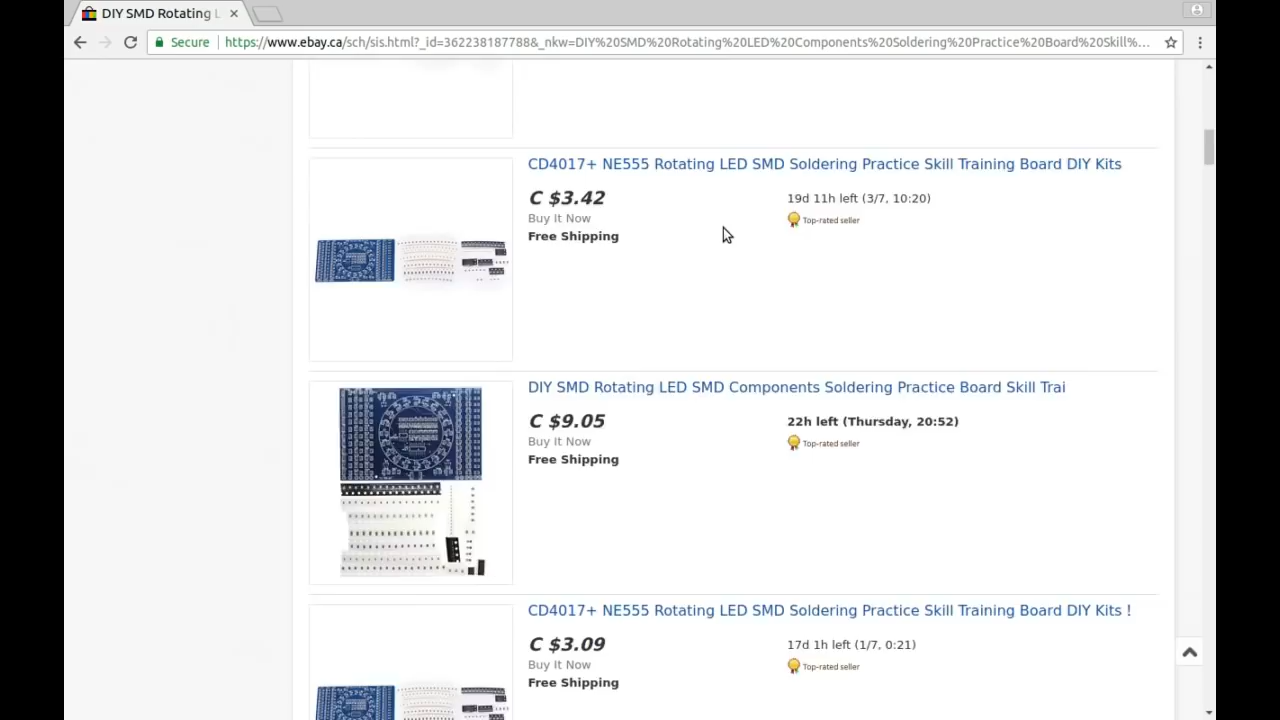 DIY SMD Rotating L
Secure
https://www.ebay.ca/sch/sis.html?_id=362238187788&_nkw=DIY%20SMD%20Rotating%20LED%20Components%20Soldering%20Practice%20Board%20Skill%...
CD4017+ NE555 Rotating LED SMD Soldering Practice Skill Training Board DIY Kits
C $3.42
19d 11h left (3/7, 10:20)
Buy It Now
Top-rated seller
Free Shipping
DIY SMD Rotating LED SMD Components Soldering Practice Board Skill Trai
C $9.05
22h left (Thursday, 20:52)
Buy It Now
Top-rated seller
Free Shipping
CD4017+ NE555 Rotating LED SMD Soldering Practice Skill Training Board DIY Kits !
C $3.09
17d 1h left (1/7, 0:21)
Buy It Now
Top-rated seller
Free Shipping